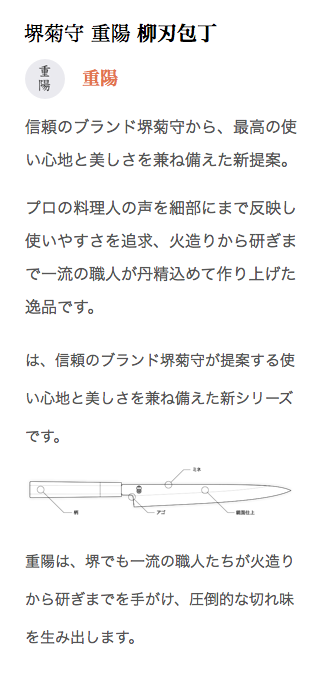 堺菊守 重陽 柳刃包丁
重
陽
重陽
信頼のブランド堺菊守から、最高の使
い心地と美しさを兼ね備えた新提案。
プロの料理人の声を細部にまで反映し
使いやすさを追求、火造りから研ぎま
で一流の職人が丹精込めて作り上げた
逸品です。
は、信頼のブランド堺菊守が提案する使
い心地と美しさを兼ね備えた新シリーズ
です。
ミネ
柄
アゴ
鏡面仕上
重陽は、堺でも一流の職人たちが火造り
から研ぎまでを手がけ、圧倒的な切れ味
を生み出します。